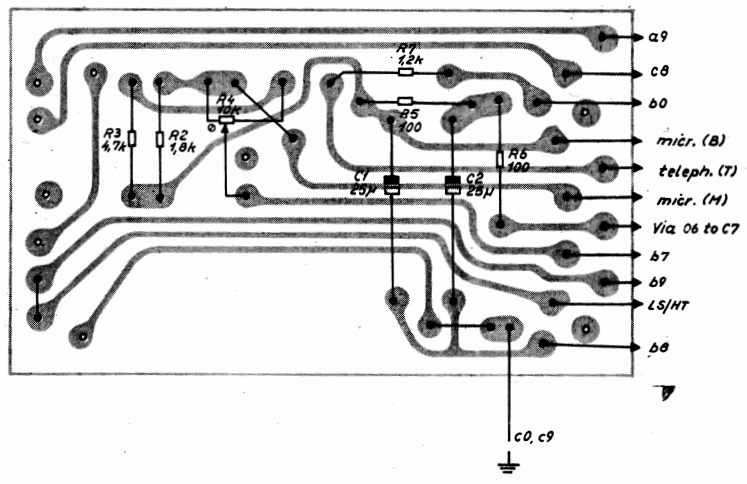 a9
R7
1,2k
c8
R4
10k
b0
R5
100
R3
4,7k
R2
1,8k
micr. (B)
R6
100
teleph. (T)
C1
25µ
C2
25µ
micr. (M)
Via 06 to C7
b7
b9
LS/HT
b8
c0, c9